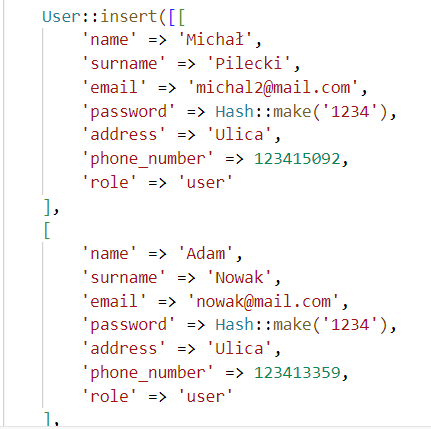 User::insert([[
'name' => 'Michał',
'surname' => 'Pilecki',
'email' => 'michal2@mail.com',
'password' => Hash::make('1234'),
'address' => 'Ulica',
'phone_number' => 123415092,
'role' => 'user'
],
[
'name' => 'Adam',
'surname' => 'Nowak',
'email' => 'nowak@mail.com',
'password' => Hash::make('1234'),
'address' => 'Ulica',
'phone_number' => 123413359,
'role' => 'user'
],